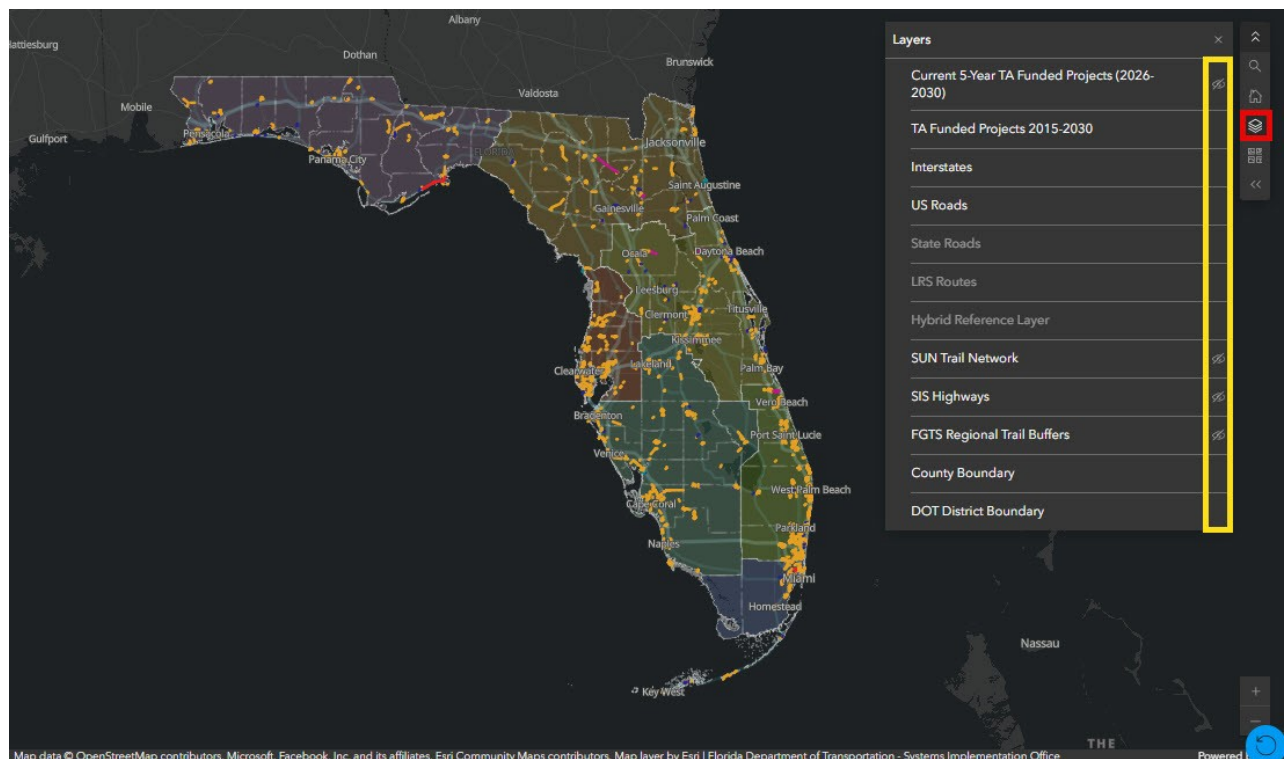 Albany
Hattiesburg
Dothan
Brunswick
Valdosta
Mobile
Gulfport
Pensacola
Jacksonville
Panama City
FLORIDA
Saint Augustine
Gainesville
Palm Coast
Ocala
Daytona Beach
Leesburg
Titusville
Clermont
Kissimmee
Lakeland
Palm Bay
Clearwater
Vero Beach
Bradenton
Port Saint Lucie
Venice
West Palm Beach
Cape Coral
Parkland
Naples
Miami
Homestead
Nassau
Key West
THE
Layers
Current 5-Year TA Funded Projects (2026-
2030)
TA Funded Projects 2015-2030
Interstates
US Roads
State Roads
LRS Routes
Hybrid Reference Layer
SUN Trail Network
SIS Highways
FGTS Regional Trail Buffers
County Boundary
DOT District Boundary
Map data © OpenStreetMap contributors, Microsoft, Facebook, Inc. and its affiliates, Esri Community Maps contributors, Map layer by Esri | Florida Department of Transportation - Systems Implementation Office
Powered